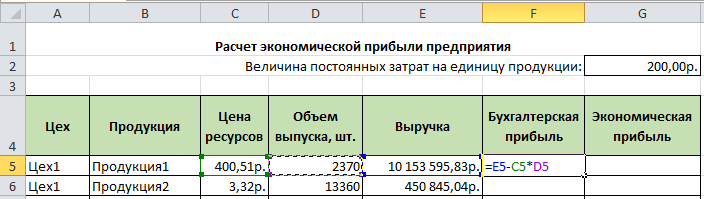 A B C D E F G
1 Расчет экономической прибыли предприятия
2 Величина постоянных затрат на единицу продукции: 200,00р.
3
4 Цех Продукция Цена ресурсов Объем выпуска, шт. Выручка Бухгалтерская прибыль Экономическая прибыль
5 Цех1 Продукция1 400,51р. 2370 10 153 595,83р. =E5-C5*D5
6 Цех1 Продукция2 3,32р. 13360 450 845,04р.